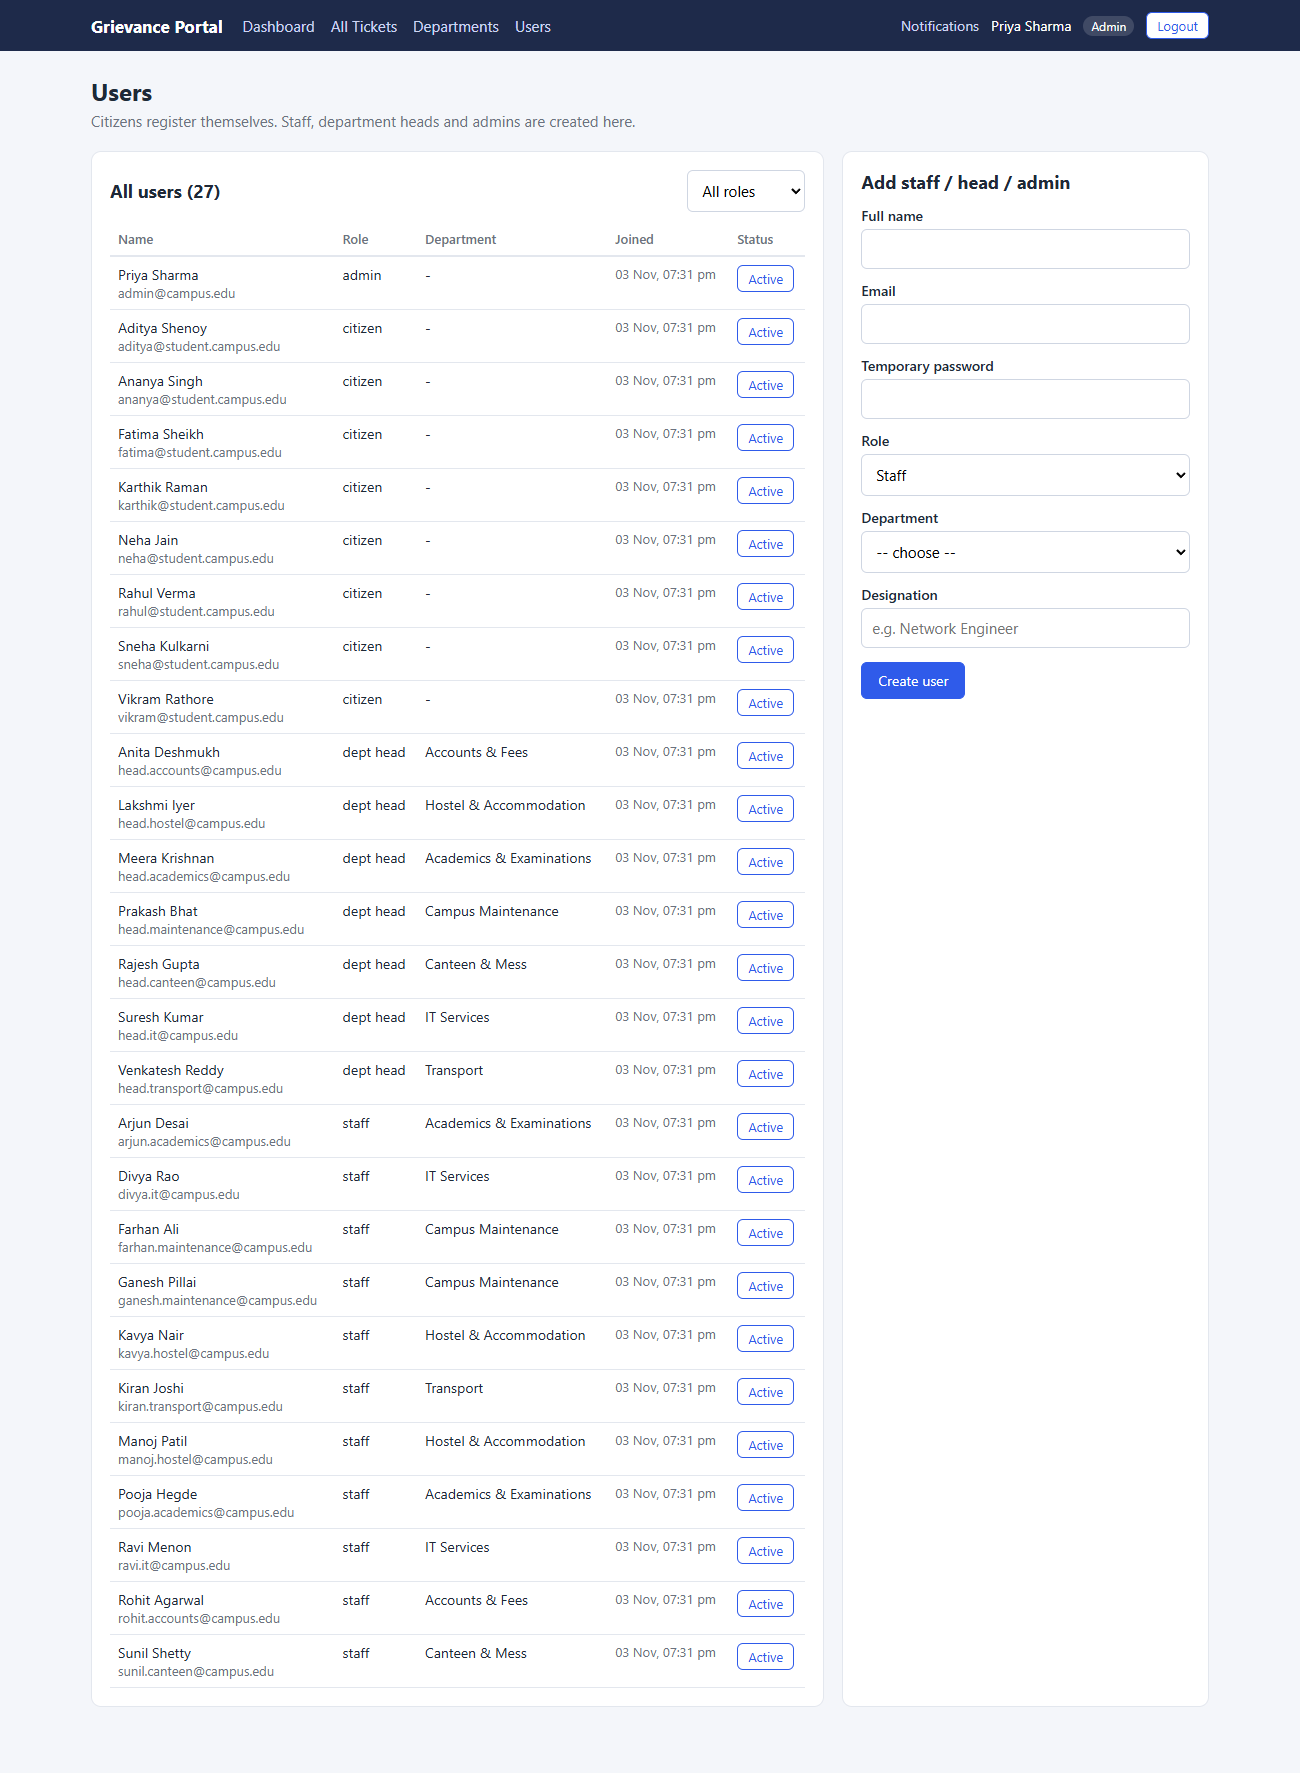 Grievance Portal Dashboard All Tickets Departments Users Notifications Priya Sharma Admin Logout
Users
Citizens register themselves. Staff, department heads and admins are created here.
All users (27) All roles
Name Role Department Joined Status
Priya Sharma admin - 03 Nov, 07:31 pm Active
admin@campus.edu
Aditya Shenoy citizen - 03 Nov, 07:31 pm Active
aditya@student.campus.edu
Ananya Singh citizen - 03 Nov, 07:31 pm Active
ananya@student.campus.edu
Fatima Sheikh citizen - 03 Nov, 07:31 pm Active
fatima@student.campus.edu
Karthik Raman citizen - 03 Nov, 07:31 pm Active
karthik@student.campus.edu
Neha Jain citizen - 03 Nov, 07:31 pm Active
neha@student.campus.edu
Rahul Verma citizen - 03 Nov, 07:31 pm Active
rahul@student.campus.edu
Sneha Kulkarni citizen - 03 Nov, 07:31 pm Active
sneha@student.campus.edu
Vikram Rathore citizen - 03 Nov, 07:31 pm Active
vikram@student.campus.edu
Anita Deshmukh dept head Accounts & Fees 03 Nov, 07:31 pm Active
head.accounts@campus.edu
Lakshmi Iyer dept head Hostel & Accommodation 03 Nov, 07:31 pm Active
head.hostel@campus.edu
Meera Krishnan dept head Academics & Examinations 03 Nov, 07:31 pm Active
head.academics@campus.edu
Prakash Bhat dept head Campus Maintenance 03 Nov, 07:31 pm Active
head.maintenance@campus.edu
Rajesh Gupta dept head Canteen & Mess 03 Nov, 07:31 pm Active
head.canteen@campus.edu
Suresh Kumar dept head IT Services 03 Nov, 07:31 pm Active
head.it@campus.edu
Venkatesh Reddy dept head Transport 03 Nov, 07:31 pm Active
head.transport@campus.edu
Arjun Desai staff Academics & Examinations 03 Nov, 07:31 pm Active
arjun.academics@campus.edu
Divya Rao staff IT Services 03 Nov, 07:31 pm Active
divya.it@campus.edu
Farhan Ali staff Campus Maintenance 03 Nov, 07:31 pm Active
farhan.maintenance@campus.edu
Ganesh Pillai staff Campus Maintenance 03 Nov, 07:31 pm Active
ganesh.maintenance@campus.edu
Kavya Nair staff Hostel & Accommodation 03 Nov, 07:31 pm Active
kavya.hostel@campus.edu
Kiran Joshi staff Transport 03 Nov, 07:31 pm Active
kiran.transport@campus.edu
Manoj Patil staff Hostel & Accommodation 03 Nov, 07:31 pm Active
manoj.hostel@campus.edu
Pooja Hegde staff Academics & Examinations 03 Nov, 07:31 pm Active
pooja.academics@campus.edu
Ravi Menon staff IT Services 03 Nov, 07:31 pm Active
ravi.it@campus.edu
Rohit Agarwal staff Accounts & Fees 03 Nov, 07:31 pm Active
rohit.accounts@campus.edu
Sunil Shetty staff Canteen & Mess 03 Nov, 07:31 pm Active
sunil.canteen@campus.edu
Add staff / head / admin
Full name
Email
Temporary password
Role
Staff
Department
-- choose --
Designation
e.g. Network Engineer
Create user